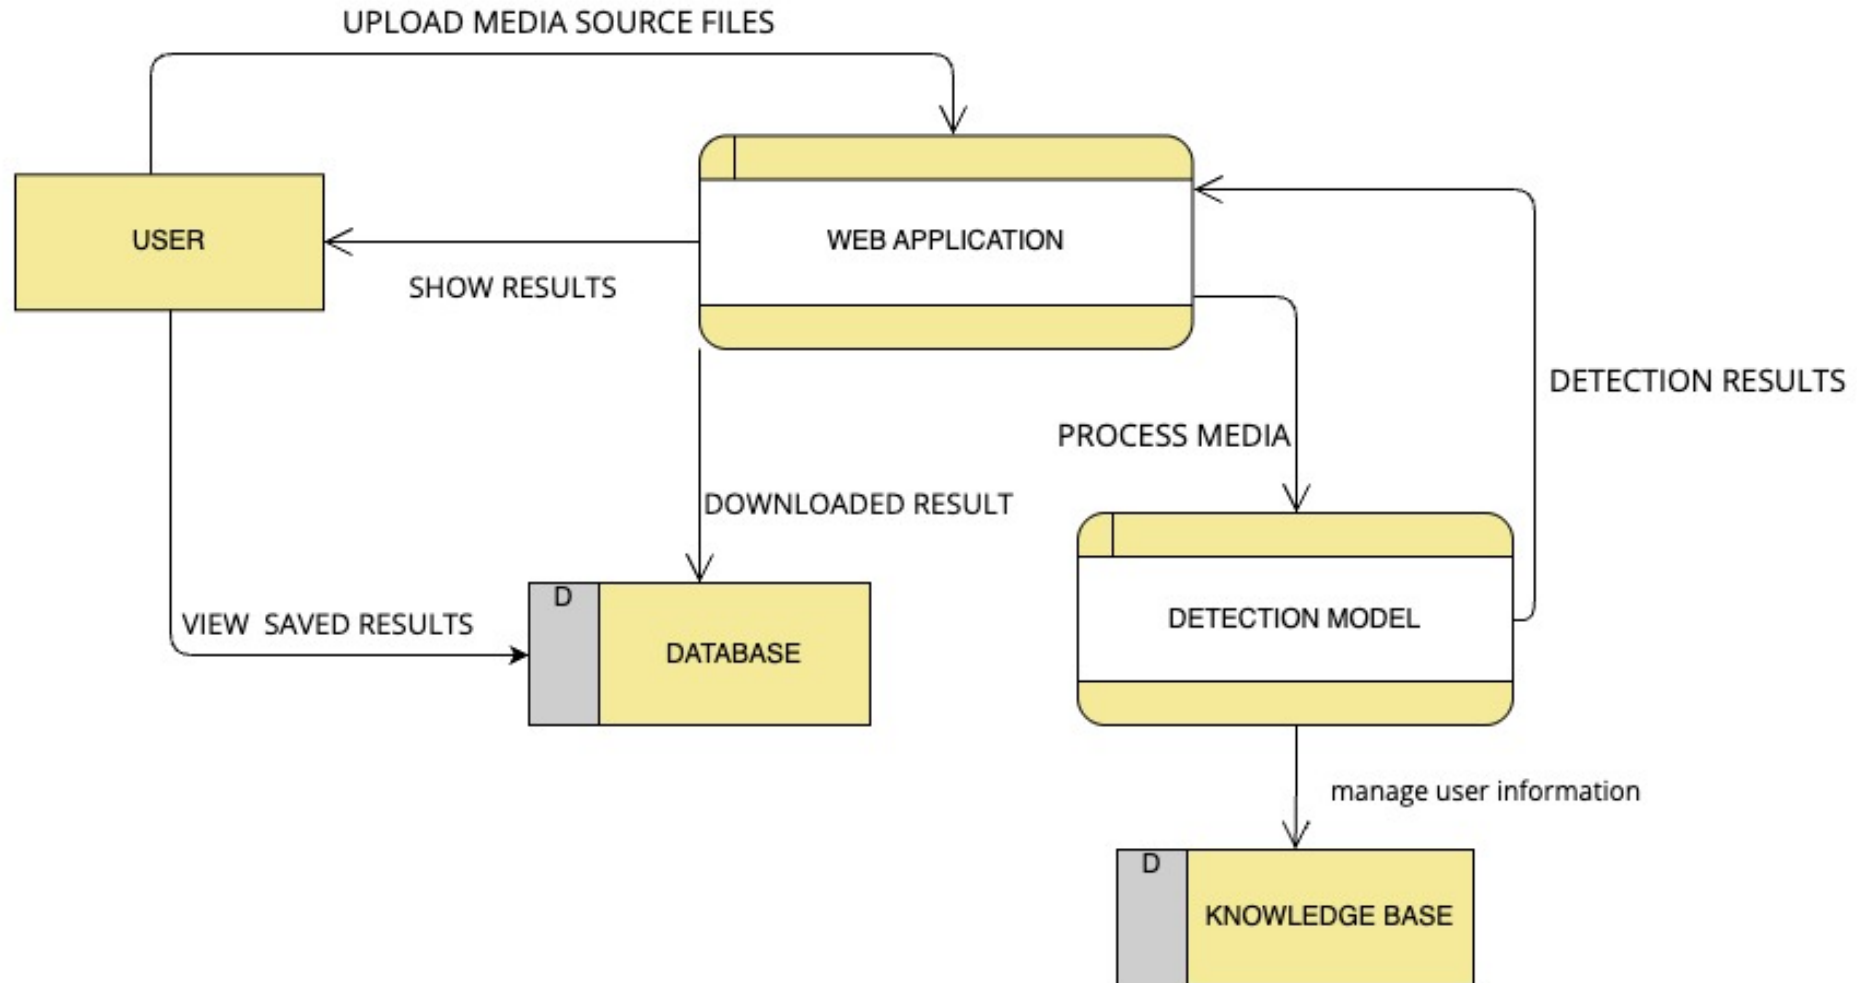 UPLOAD MEDIA SOURCE FILES
USER
WEB APPLICATION
SHOW RESULTS
DETECTION RESULTS
PROCESS MEDIA
DOWNLOADED RESULT
D
DATABASE
VIEW  SAVED RESULTS
DETECTION MODEL
manage user information
D
KNOWLEDGE BASE